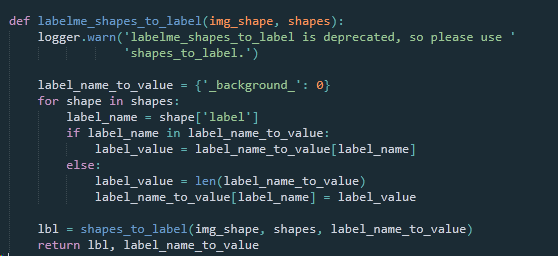 def labelme_shapes_to_label(img_shape, shapes):
    logger.warn('labelme_shapes_to_label is deprecated, so please use '
                'shapes_to_label.')
    label_name_to_value = {'_background_': 0}
    for shape in shapes:
        label_name = shape['label']
        if label_name in label_name_to_value:
            label_value = label_name_to_value[label_name]
        else:
            label_value = len(label_name_to_value)
            label_name_to_value[label_name] = label_value
    lbl = shapes_to_label(img_shape, shapes, label_name_to_value)
    return lbl, label_name_to_value